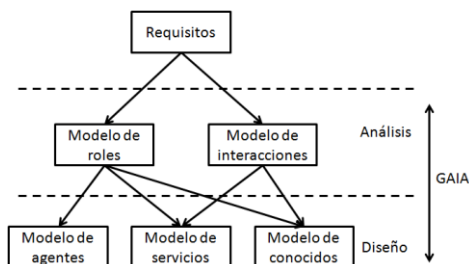 Requisitos
Modelo de
roles
Modelo de
interacciones
Análisis
GAIA
Modelo de
agentes
Modelo de
servicios
Modelo de
conocidos
Diseño